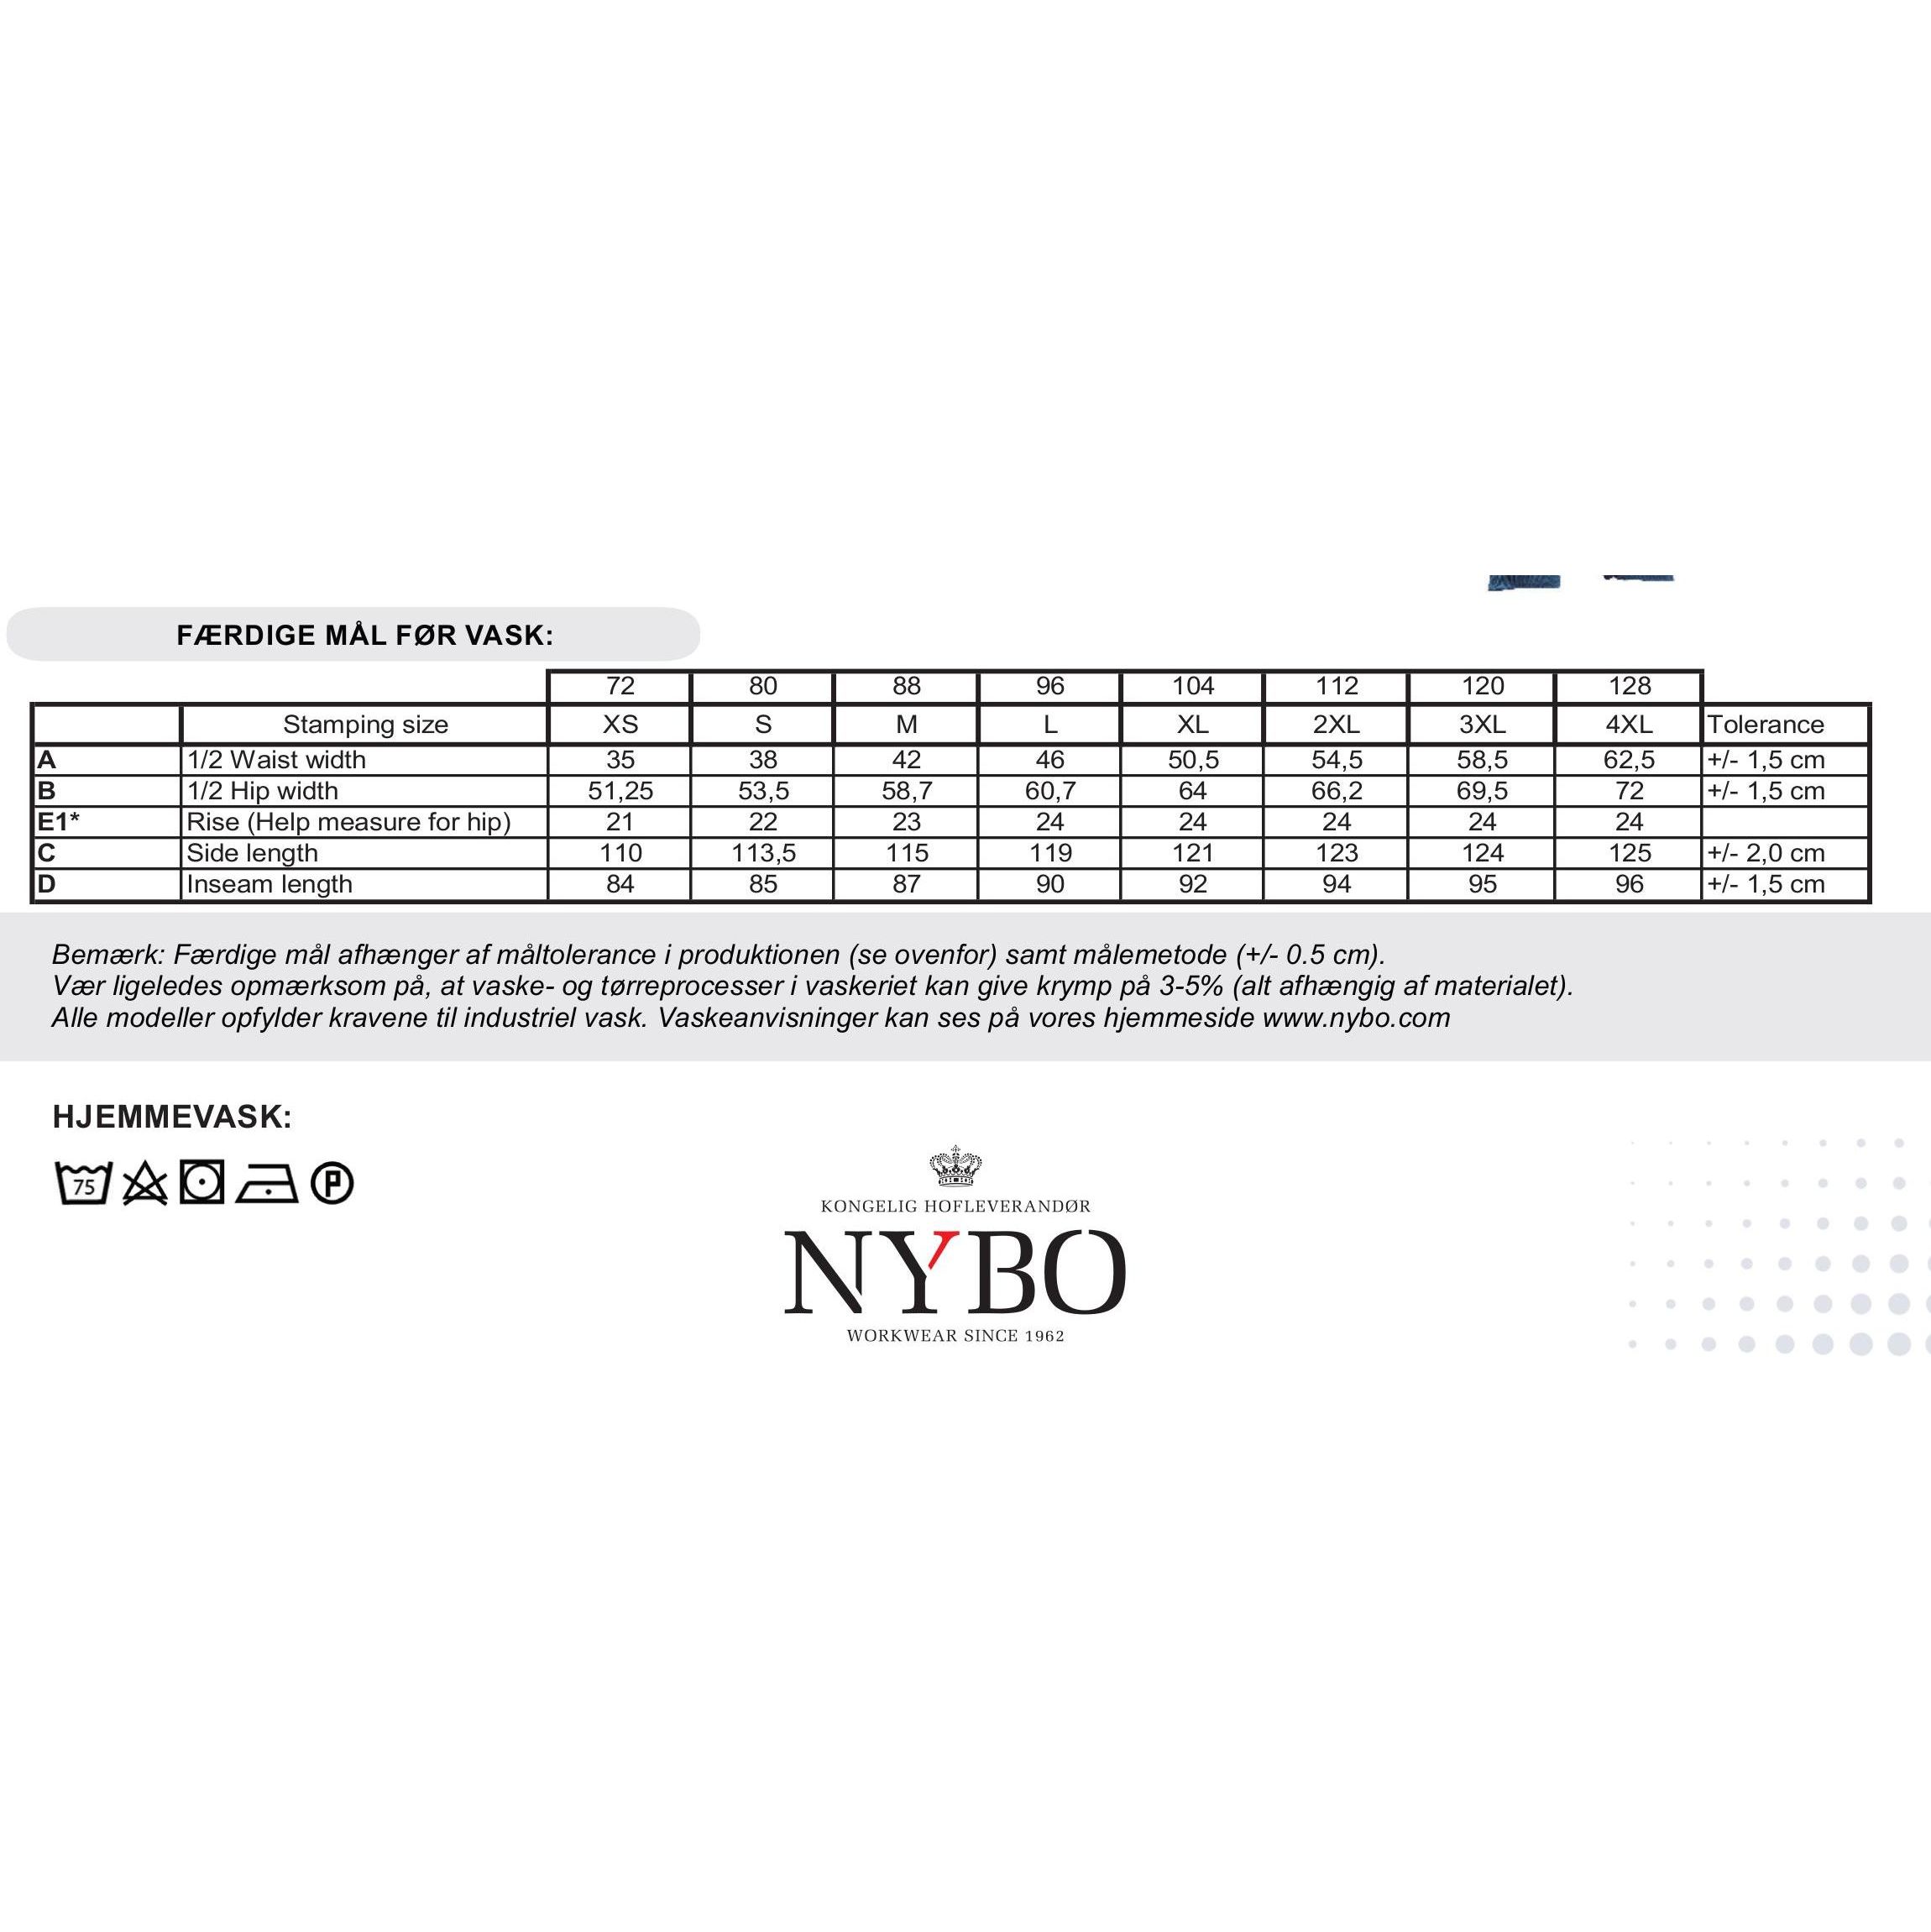 FÆRDIGE MÅL FØR VASK:
72 80 88 96 104 112 120 128
Stamping size XS S M L XL 2XL 3XL 4XL Tolerance
A 1/2 Waist width 35 38 42 46 50,5 54,5 58,5 62,5 +/- 1,5 cm
B 1/2 Hip width 51,25 53,5 58,7 60,7 64 66,2 69,5 72 +/- 1,5 cm
E1* Rise (Help measure for hip) 21 22 23 24 24 24 24 24
C Side length 110 113,5 115 119 121 123 124 125 +/- 2,0 cm
D Inseam length 84 85 87 90 92 94 95 96 +/- 1,5 cm
Bemærk: Færdige mål afhænger af måltolerance i produktionen (se ovenfor) samt målemetode (+/- 0.5 cm).
Vær ligeledes opmærksom på, at vaske- og tørreprocesser i vaskeriet kan give krymp på 3-5% (alt afhængig af materialet).
Alle modeller opfylder kravene til industriel vask. Vaskeanvisninger kan ses på vores hjemmeside www.nybo.com
HJEMMEVASK:
75 P
KONGELIG HOFLEVERANDØR
NYBO
WORKWEAR SINCE 1962